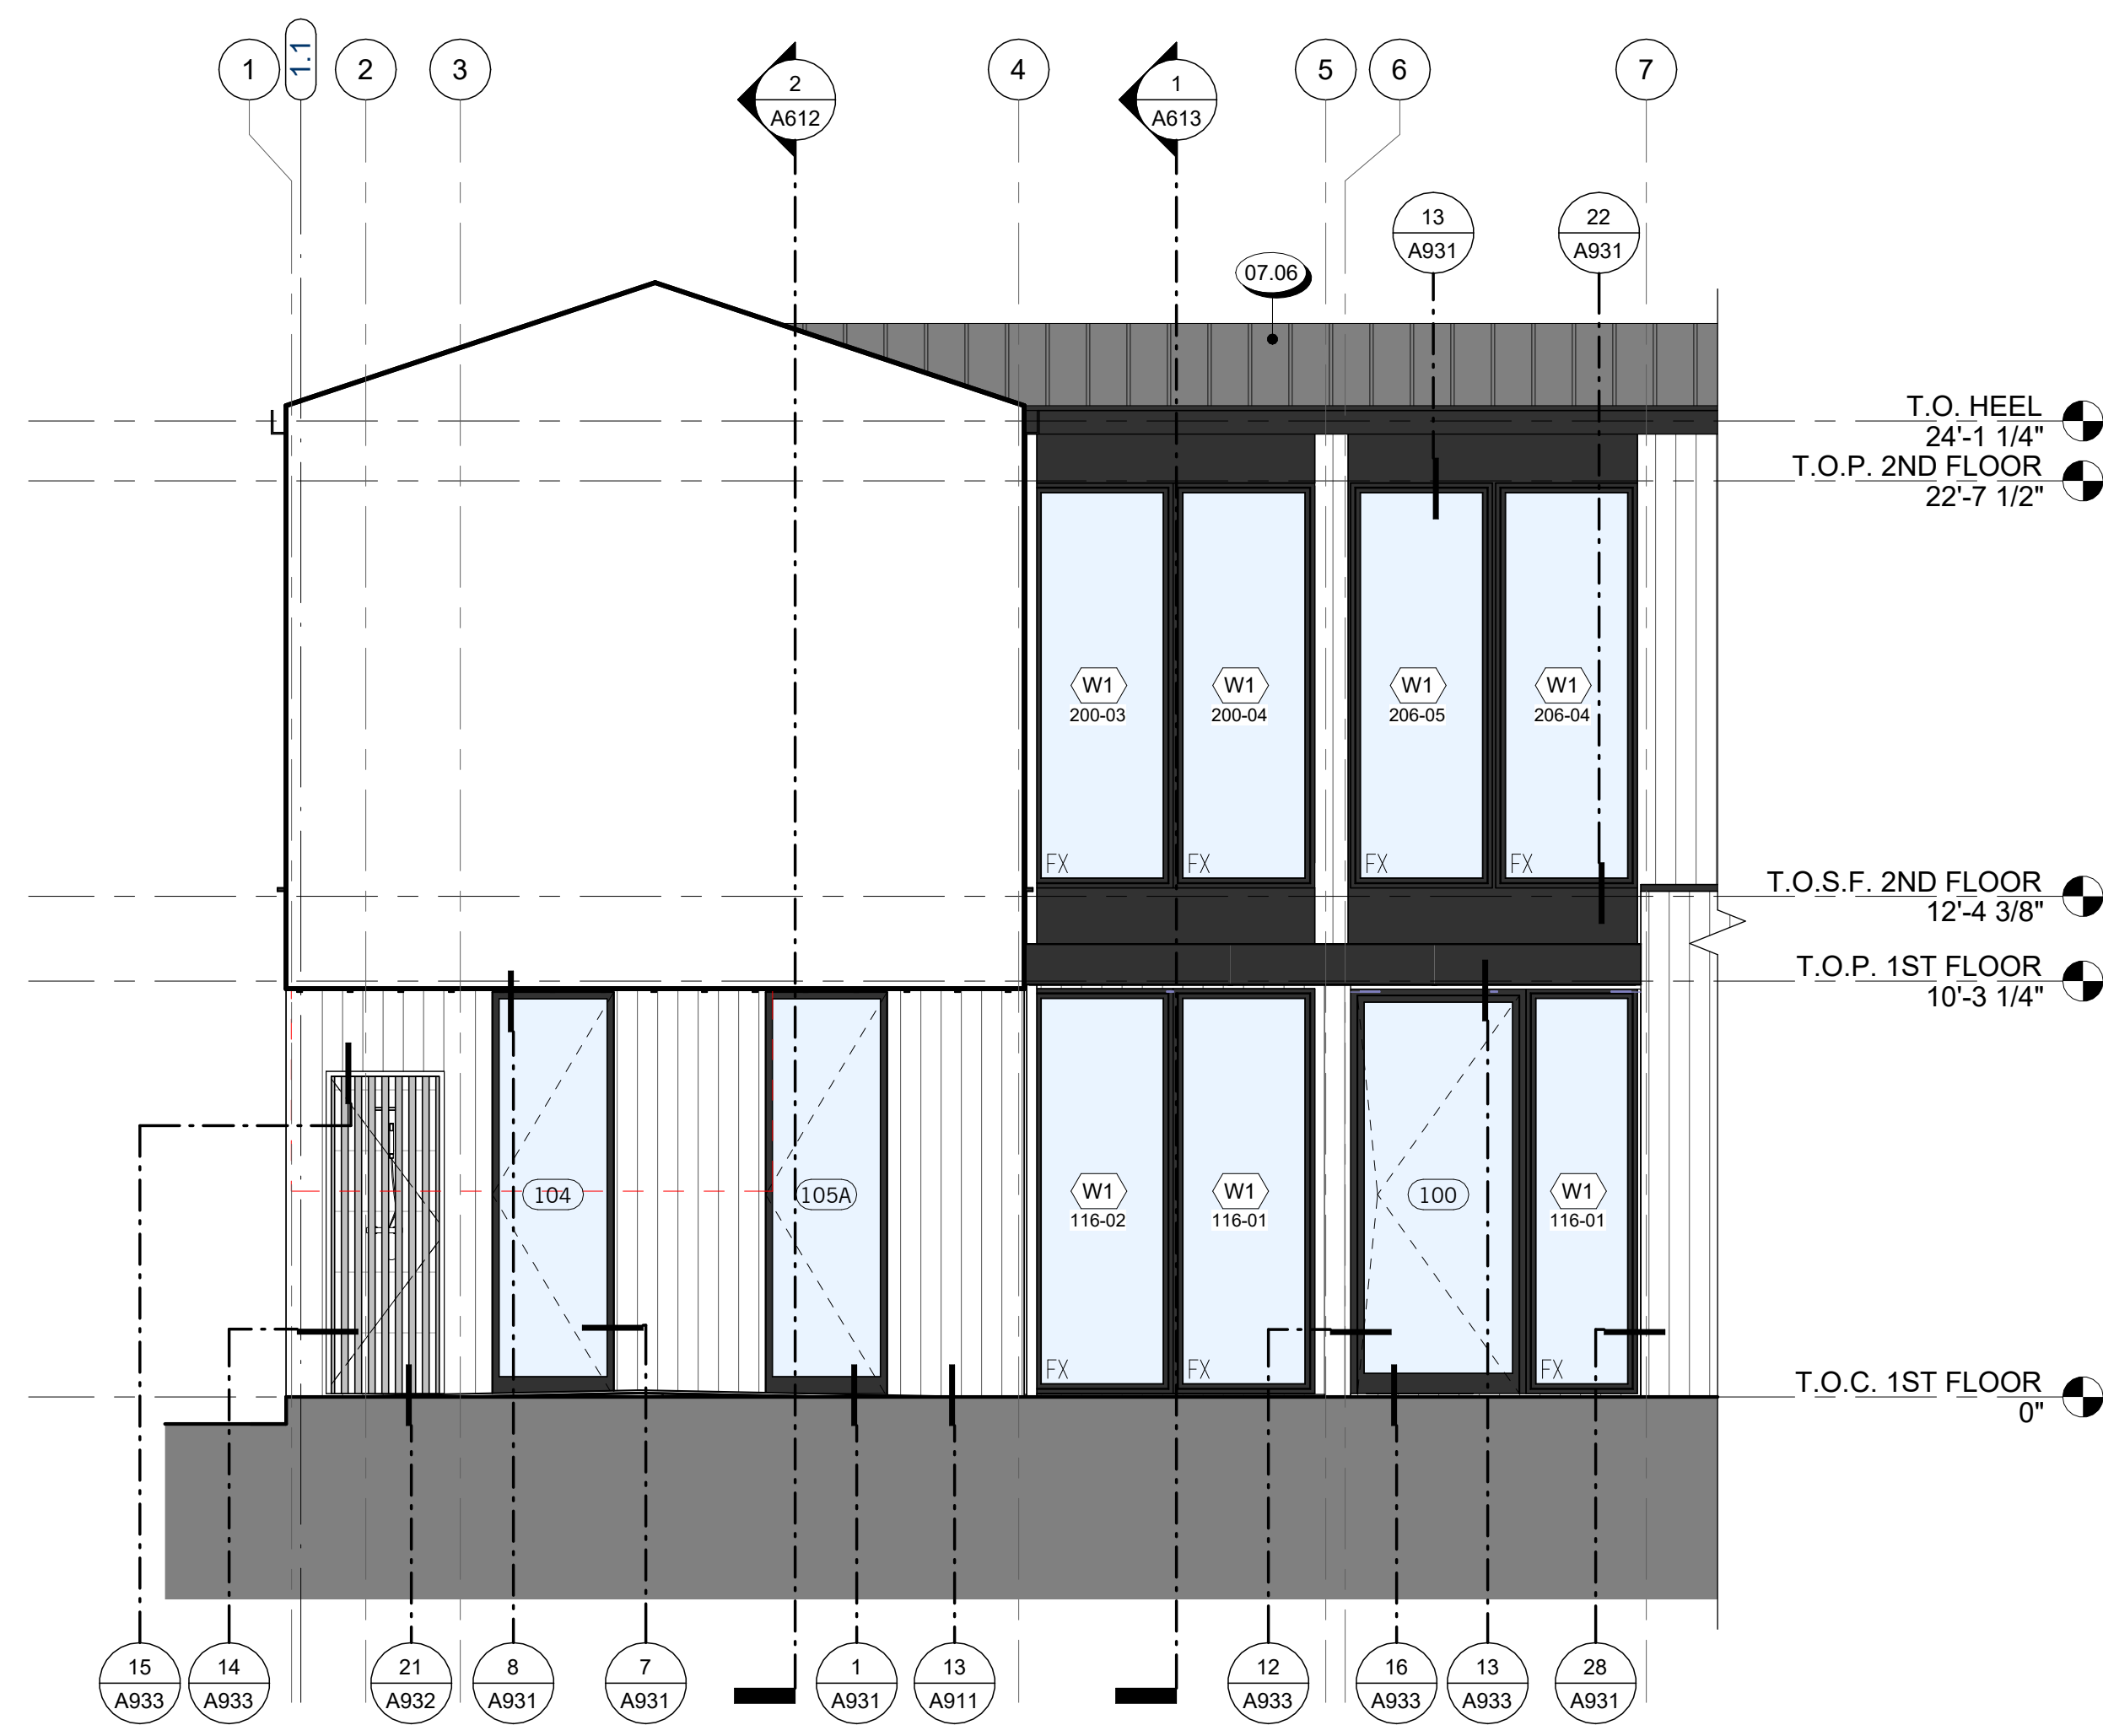 1
1.1
2
3
2
A612
4
1
A613
5
6
7
13
A931
22
A931
07.06
T.O. HEEL
24'-1 1/4"
T.O.P. 2ND FLOOR
22'-7 1/2"
W1
200-03
W1
200-04
W1
206-05
W1
206-04
FX
FX
FX
FX
T.O.S.F. 2ND FLOOR
12'-4 3/8"
T.O.P. 1ST FLOOR
10'-3 1/4"
104
105A
W1
116-02
W1
116-01
100
W1
116-01
FX
FX
FX
T.O.C. 1ST FLOOR
0"
15
A933
14
A933
21
A932
8
A931
7
A931
1
A931
13
A911
12
A933
16
A933
13
A933
28
A931